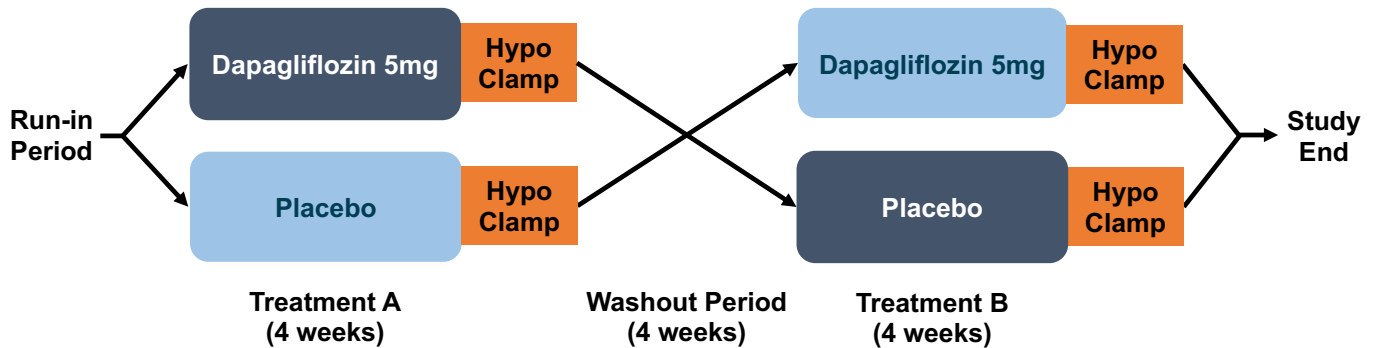 Run-in
Period
Dapagliflozin 5mg
Hypo
Clamp
Placebo
Hypo
Clamp
Dapagliflozin 5mg
Hypo
Clamp
Placebo
Hypo
Clamp
Study
End
Treatment A
(4 weeks)
Washout Period
(4 weeks)
Treatment B
(4 weeks)